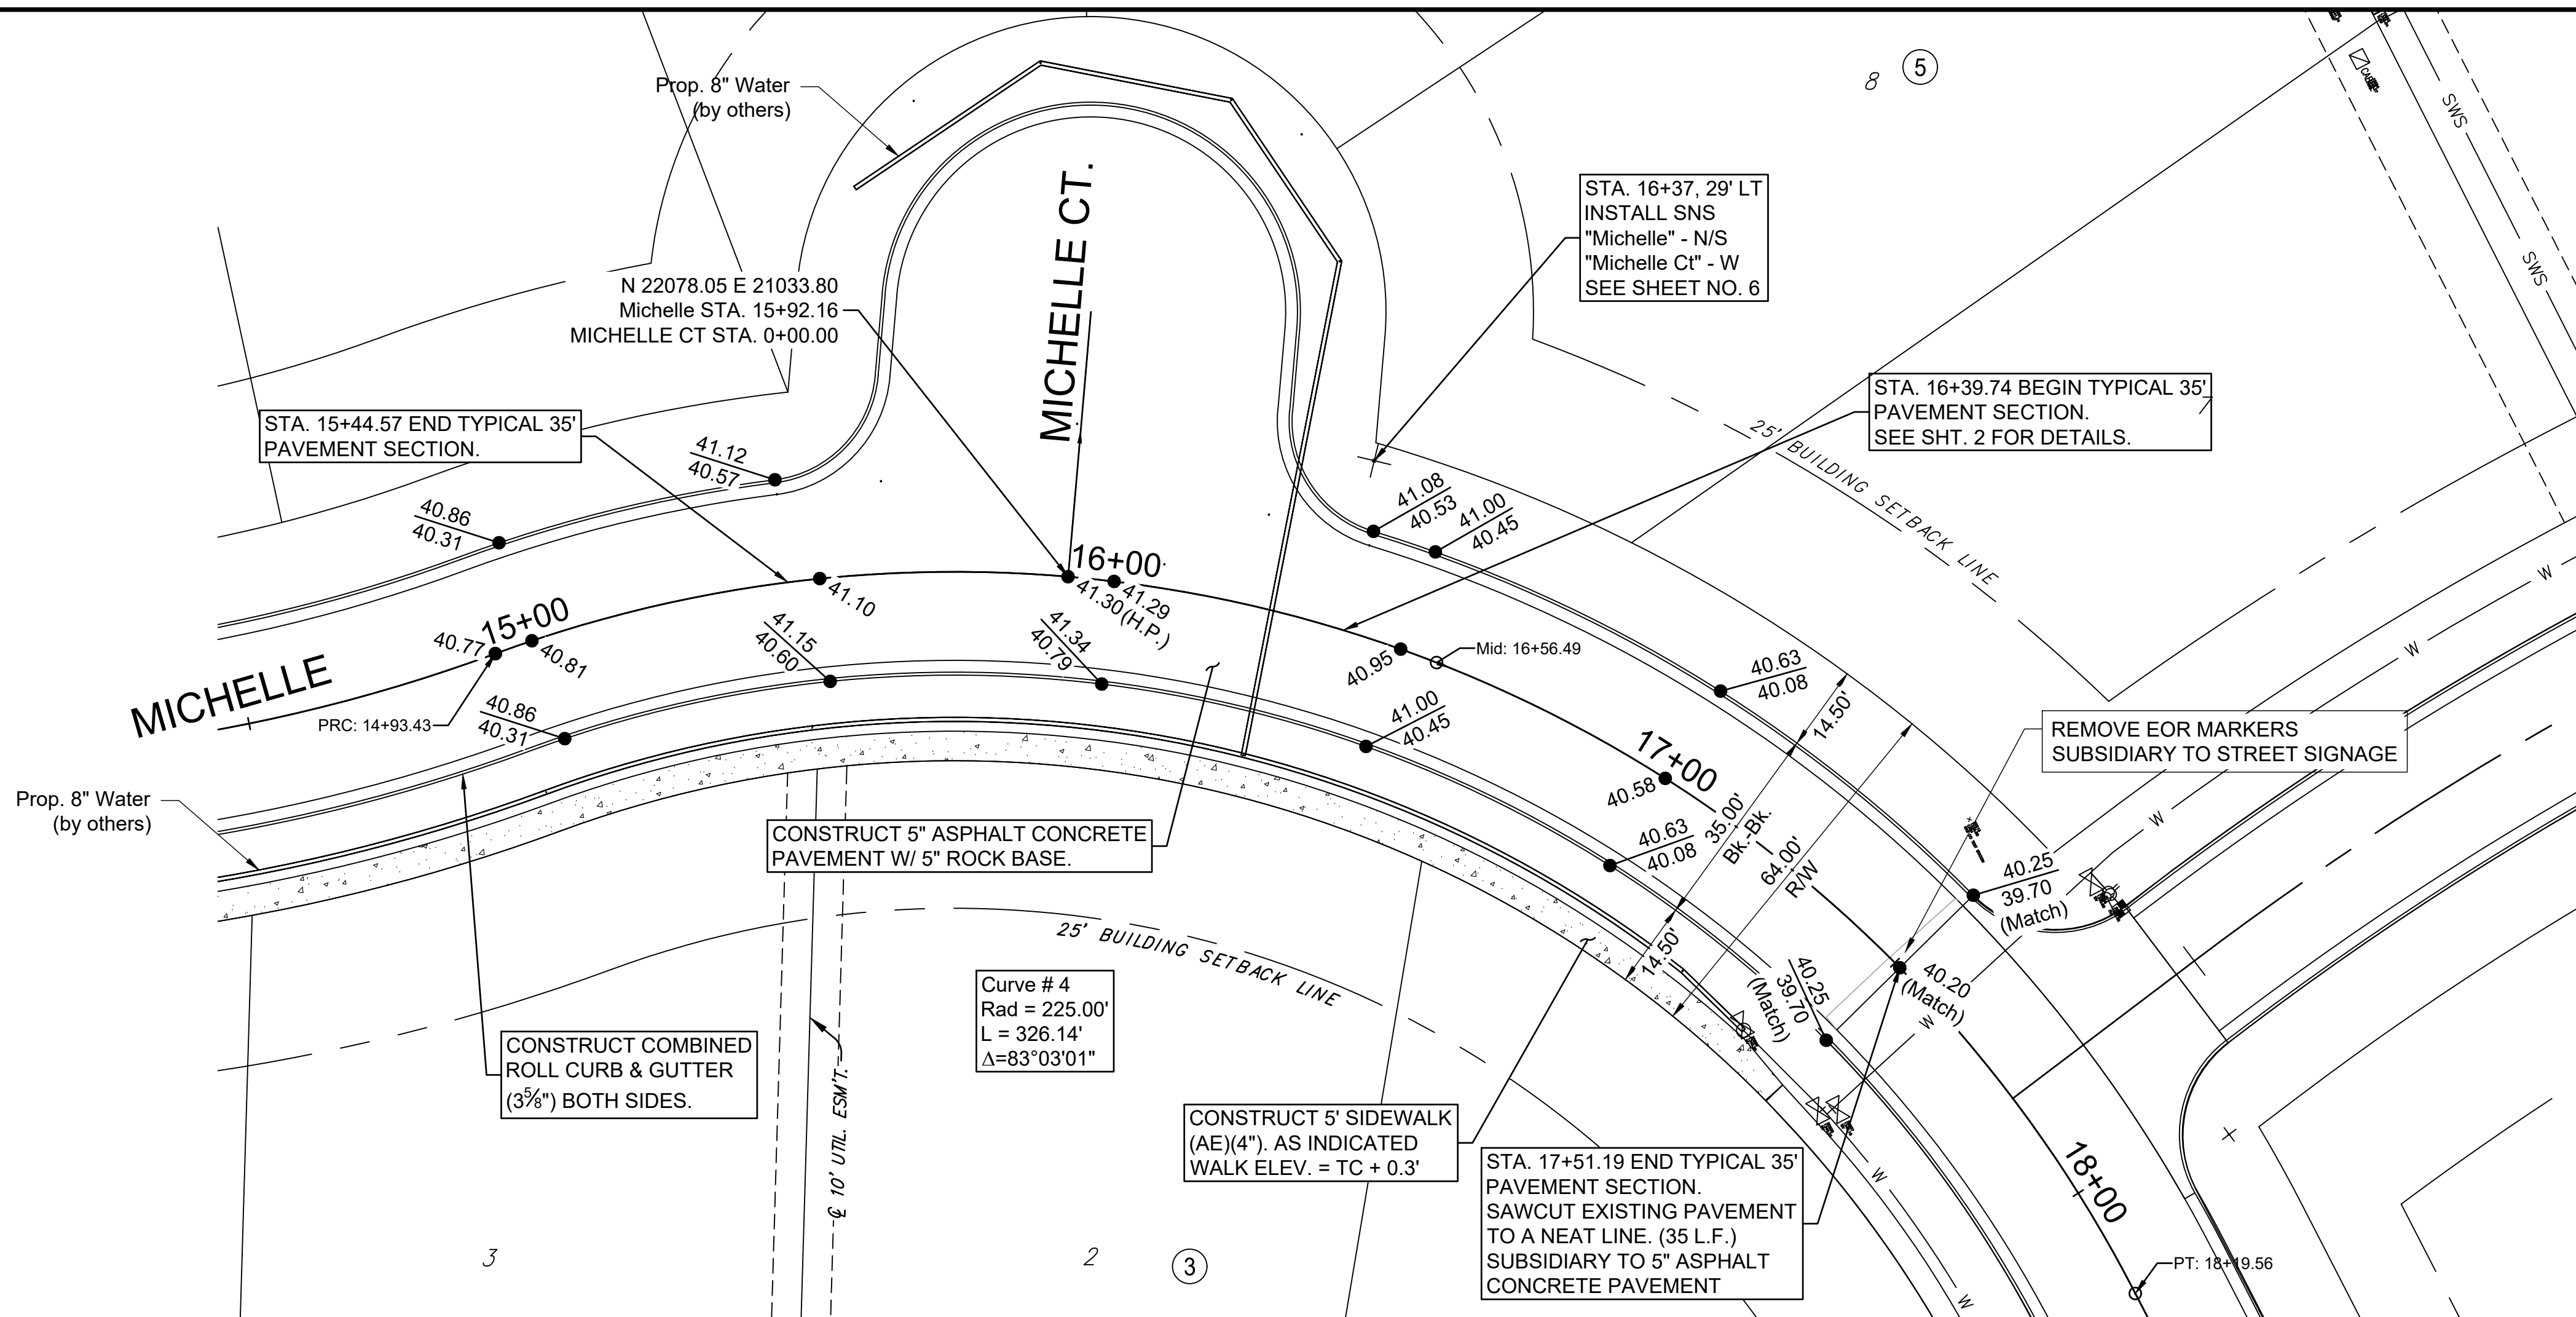 Prop. 8" Water
(by others)
8
5
SWS
SWS
MICHELLE CT.
STA. 16+37, 29' LT
INSTALL SNS
"Michelle" - N/S
"Michelle Ct" - W
SEE SHEET NO. 6
N 22078.05 E 21033.80
Michelle STA. 15+92.16
MICHELLE CT STA. 0+00.00
STA. 16+39.74 BEGIN TYPICAL 35'
PAVEMENT SECTION.
SEE SHT. 2 FOR DETAILS.
STA. 15+44.57 END TYPICAL 35'
PAVEMENT SECTION.
25' BUILDING SETBACK LINE
41.12
40.57
40.86
40.31
41.08
40.53
41.00
40.45
16+00
41.30 (H.P.)
41.29
41.10
15+00
40.77
40.81
41.15
40.60
41.34
40.79
40.95
Mid: 16+56.49
40.63
40.08
14.50'
W
W
W
MICHELLE
PRC: 14+93.43
40.86
40.31
41.00
40.45
17+00
40.58
35.00'
Bk.-Bk.
64.00'
R/W
REMOVE EOR MARKERS
SUBSIDIARY TO STREET SIGNAGE
Prop. 8" Water
(by others)
CONSTRUCT 5" ASPHALT CONCRETE
PAVEMENT W/ 5" ROCK BASE.
40.63
40.08
40.25
39.70
(Match)
25' BUILDING SETBACK LINE
14.50'
40.25
39.70
(Match)
40.20
(Match)
W
Curve # 4
Rad = 225.00'
L = 326.14'
Δ=83°03'01"
CONSTRUCT COMBINED
ROLL CURB & GUTTER
(3⅝") BOTH SIDES.
℄ 10' UTIL. ESM'T.
CONSTRUCT 5' SIDEWALK
(AE)(4"). AS INDICATED
WALK ELEV. = TC + 0.3'
STA. 17+51.19 END TYPICAL 35'
PAVEMENT SECTION.
SAWCUT EXISTING PAVEMENT
TO A NEAT LINE. (35 L.F.)
SUBSIDIARY TO 5" ASPHALT
CONCRETE PAVEMENT
W
W
18+00
PT: 18+19.56
3
2
3